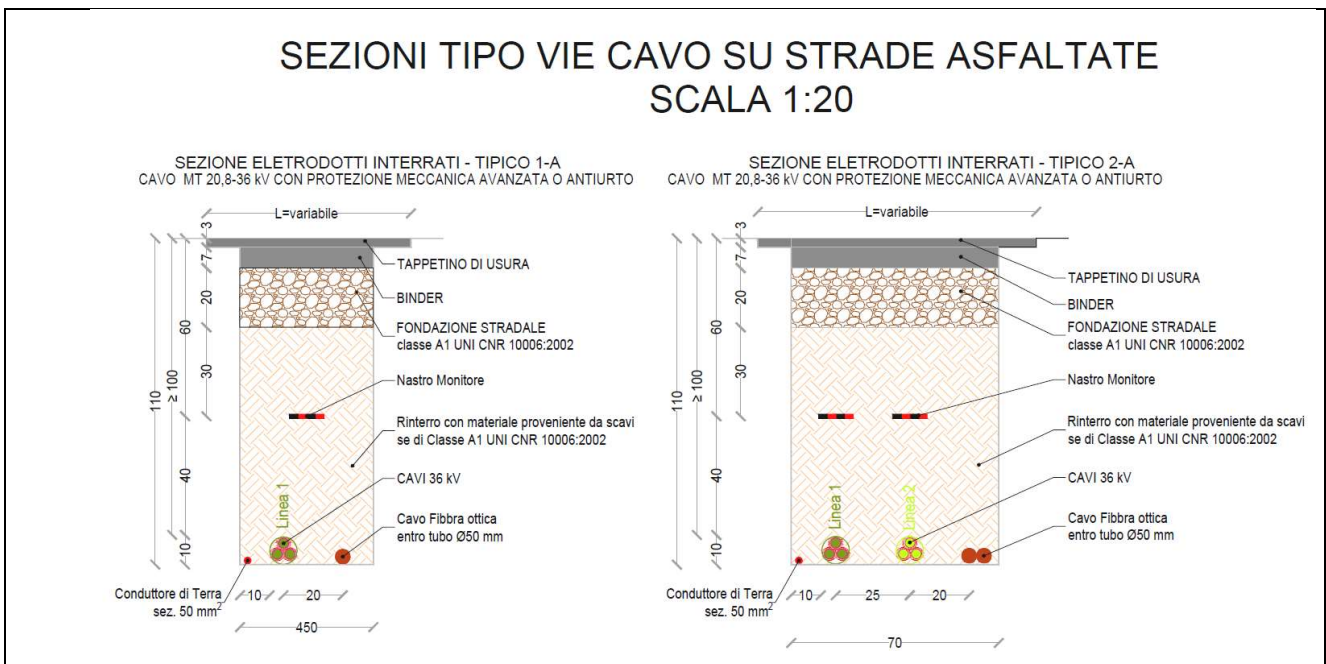 SEZIONI TIPO VIE CAVO SU STRADE ASFALTATE
SCALA 1:20
SEZIONE ELETRODOTTI INTERRATI - TIPICO 1-A
CAVO MT 20,8-36 kV CON PROTEZIONE MECCANICA AVANZATA O ANTIURTO
L=variabile
3
7
20
30
60
40
10
≥ 100
110
TAPPETINO DI USURA
BINDER
FONDAZIONE STRADALE
classe A1 UNI CNR 10006:2002
Nastro Monitore
Rinterro con materiale proveniente da scavi
se di Classe A1 UNI CNR 10006:2002
CAVI 36 kV
Linea 1
Cavo Fibbra ottica
entro tubo Ø50 mm
Conduttore di Terra
sez. 50 mm²
10
20
450
SEZIONE ELETRODOTTI INTERRATI - TIPICO 2-A
CAVO MT 20,8-36 kV CON PROTEZIONE MECCANICA AVANZATA O ANTIURTO
L=variabile
3
7
20
30
60
40
10
≥ 100
110
TAPPETINO DI USURA
BINDER
FONDAZIONE STRADALE
classe A1 UNI CNR 10006:2002
Nastro Monitore
Rinterro con materiale proveniente da scavi
se di Classe A1 UNI CNR 10006:2002
CAVI 36 kV
Linea 1
Linea 2
Cavo Fibbra ottica
entro tubo Ø50 mm
Conduttore di Terra
sez. 50 mm²
10
25
20
70